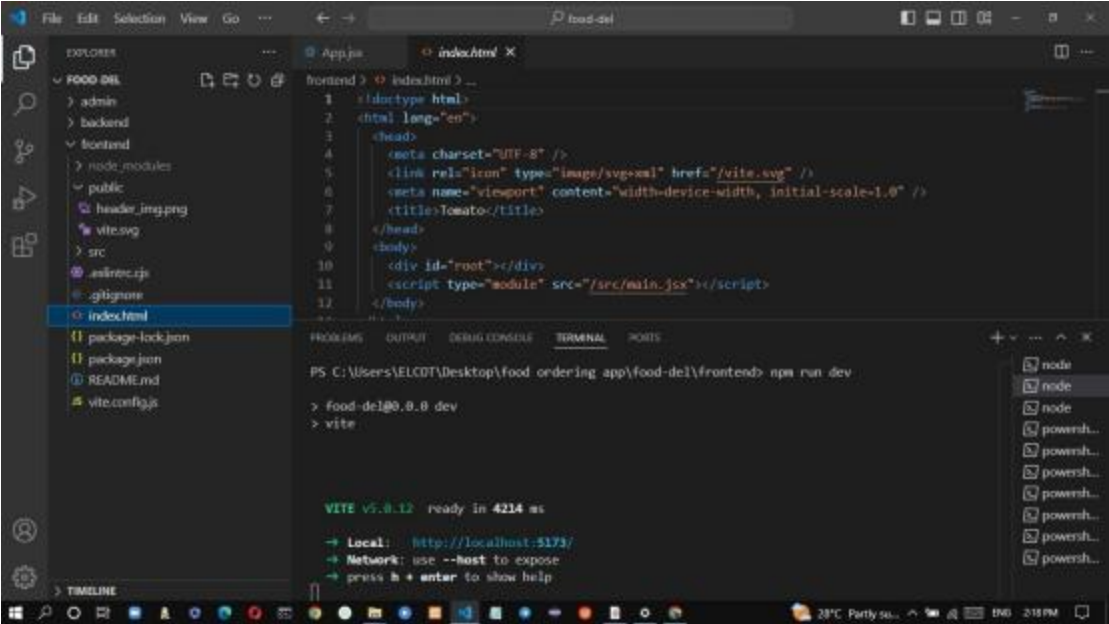 File Edit Selection View Go ···
food-del
EXPLORER ···
FOOD-DEL
> admin
> backend
frontend
> node_modules
public
header_img.png
vite.svg
> src
.eslintrc.cjs
.gitignore
index.html
{} package-lock.json
{} package.json
README.md
vite.config.js
> TIMELINE
App.jsx
index.html ×
frontend > index.html > ...
1 <!doctype html>
2 <html lang="en">
3 <head>
4 <meta charset="UTF-8" />
5 <link rel="icon" type="image/svg+xml" href="/vite.svg" />
6 <meta name="viewport" content="width=device-width, initial-scale=1.0" />
7 <title>Tomato</title>
8 </head>
9 <body>
10 <div id="root"></div>
11 <script type="module" src="/src/main.jsx"></script>
12 </body>
PROBLEMS OUTPUT DEBUG CONSOLE TERMINAL PORTS
PS C:\Users\ELCOT\Desktop\food ordering app\food-del\frontend> npm run dev
> food-del@0.0.0 dev
> vite
VITE v5.0.12 ready in 4214 ms
→ Local: http://localhost:5173/
→ Network: use --host to expose
→ press h + enter to show help
node
node
node
powersh...
powersh...
powersh...
powersh...
powersh...
powersh...
powersh...
28°C Partly su... ENG 2:18 PM